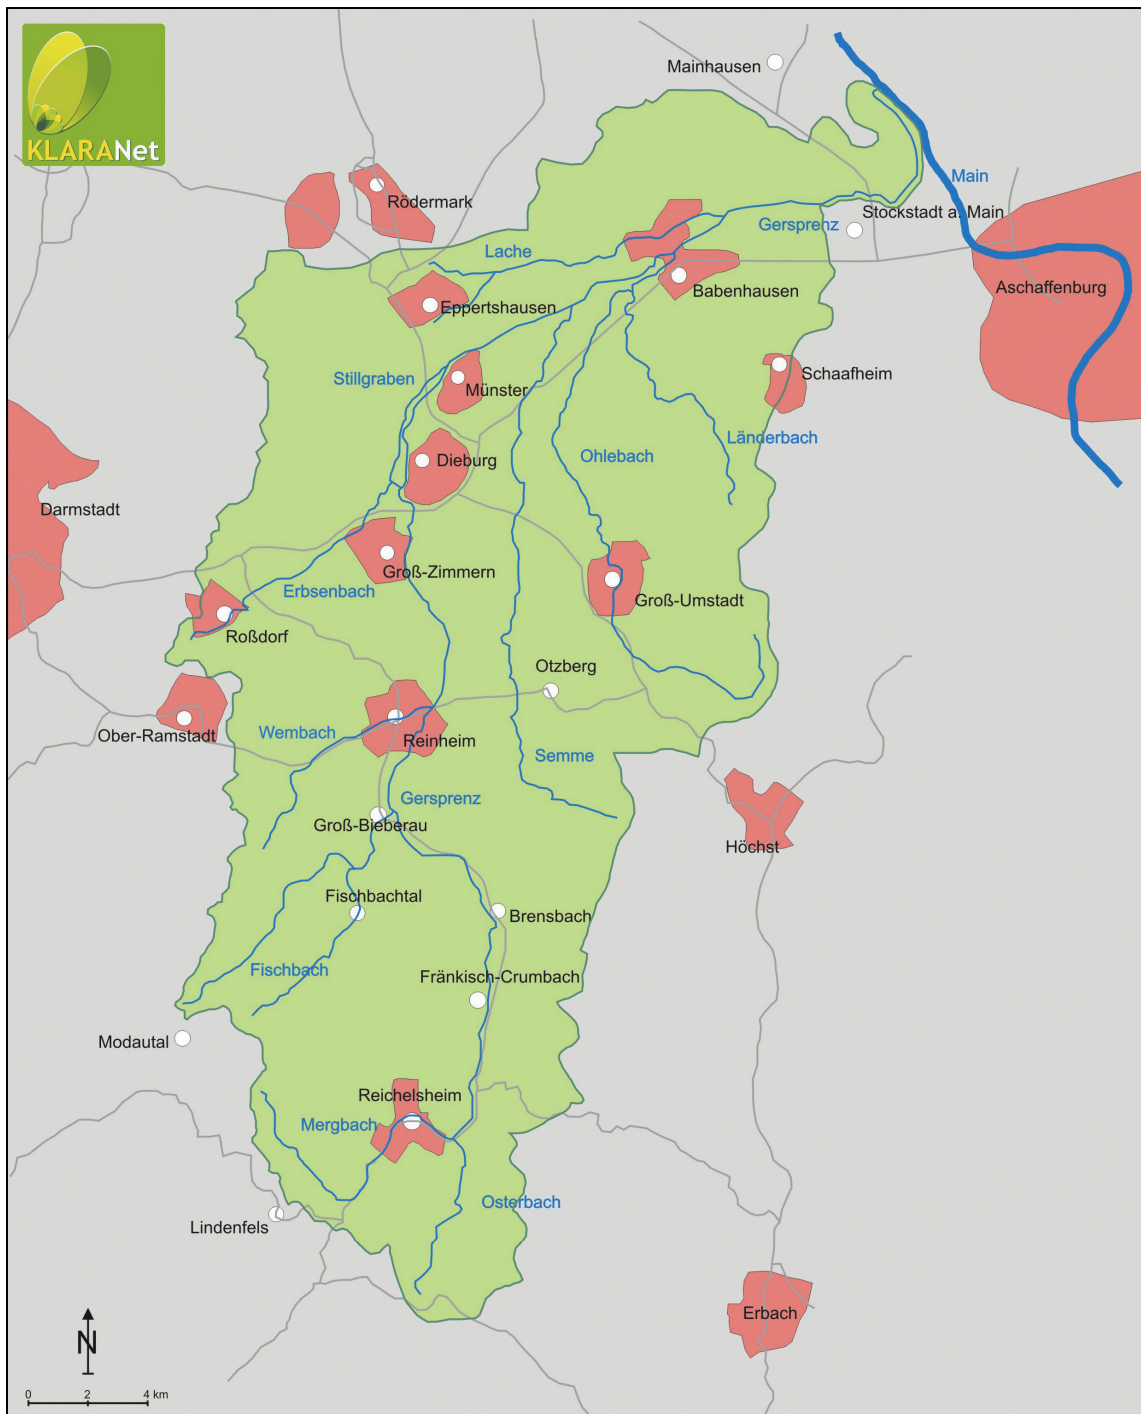 Mainhausen
KLARANet
Main
Rödermark
Stockstadt a. Main
Gersprenz
Lache
Aschaffenburg
Babenhausen
Eppertshausen
Schaafheim
Stillgraben
Münster
Länderbach
Ohlebach
Dieburg
Darmstadt
Groß-Zimmern
Erbsenbach
Groß-Umstadt
Roßdorf
Otzberg
Wembach
Ober-Ramstadt
Reinheim
Semme
Gersprenz
Groß-Bieberau
Höchst
Fischbachtal
Brensbach
Fischbach
Fränkisch-Crumbach
Modautal
Reichelsheim
Mergbach
Osterbach
Lindenfels
Erbach
N
0 2 4 km